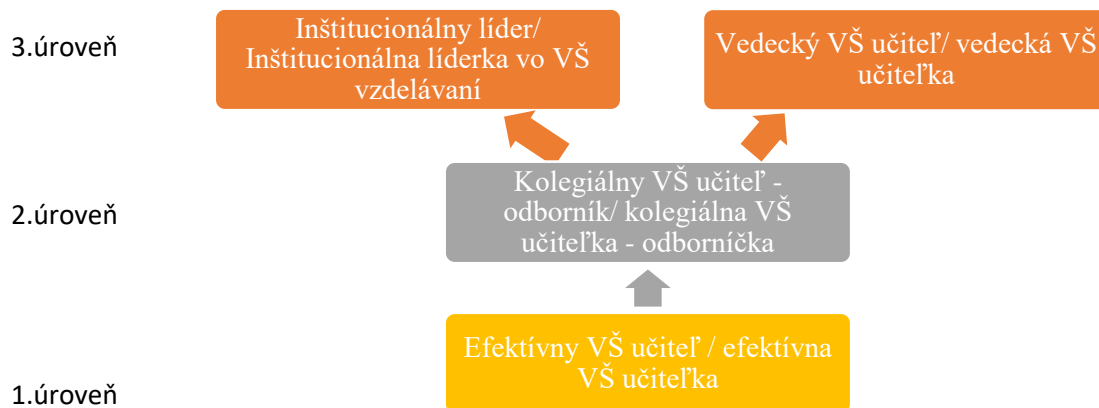 3.úroveň
Inštitucionálny líder/
Inštitucionálna líderka vo VŠ
vzdelávaní
Vedecký VŠ učiteľ/ vedecká VŠ
učiteľka
2.úroveň
Kolegiálny VŠ učiteľ -
odborník/ kolegiálna VŠ
učiteľka - odborníčka
Efektívny VŠ učiteľ / efektívna
VŠ učiteľka
1.úroveň